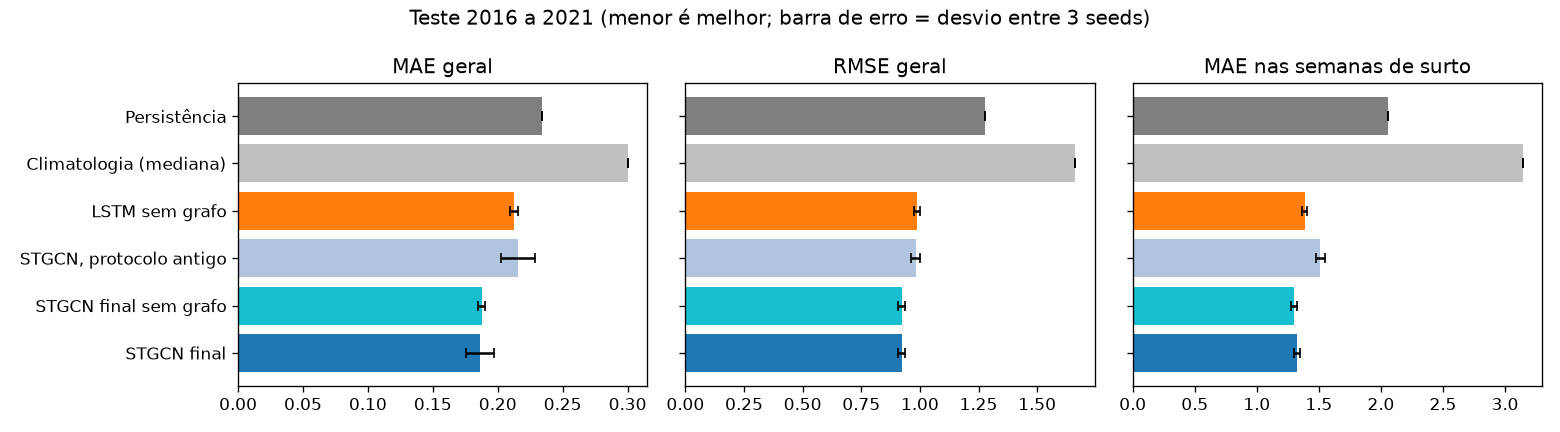 Teste 2016 a 2021 (menor é melhor; barra de erro = desvio entre 3 seeds)
MAE geral
RMSE geral
MAE nas semanas de surto
Persistência
Climatologia (mediana)
LSTM sem grafo
STGCN, protocolo antigo
STGCN final sem grafo
STGCN final
0.00 0.05 0.10 0.15 0.20 0.25 0.30
0.00 0.25 0.50 0.75 1.00 1.25 1.50
0.0 0.5 1.0 1.5 2.0 2.5 3.0